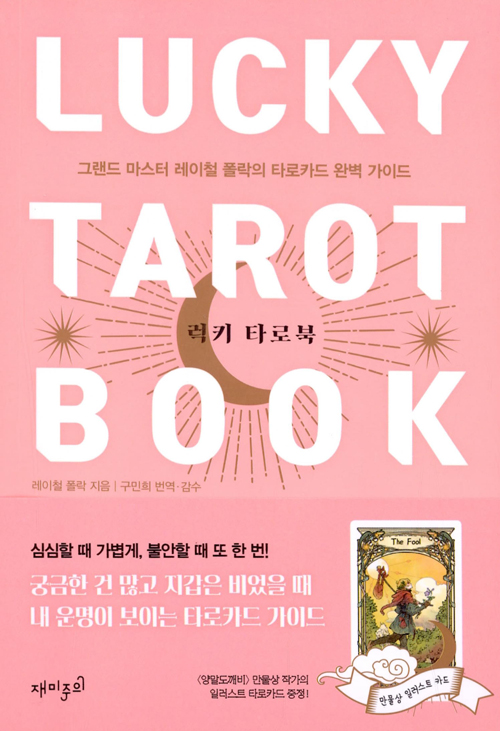 LUCKY
그랜드 마스터 레이철 폴락의 타로카드 완벽 가이드
TAROT
럭키 타로북
BOOK
레이철 폴락 지음 | 구민희 번역·감수
심심할 때 가볍게, 불안할 때 또 한 번!
궁금한 건 많고 지갑은 비었을 때
내 운명이 보이는 타로카드 가이드
The Fool
만물상 일러스트 카드
〈양말도깨비〉 만물상 작가의
일러스트 타로카드 증정!
재미주의